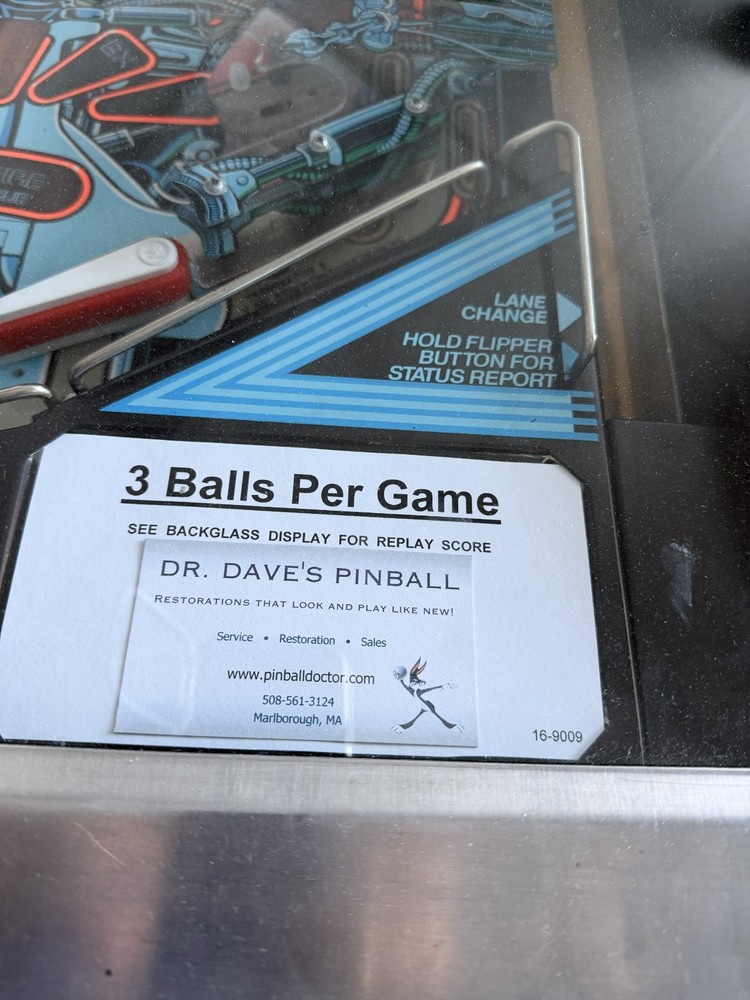 LANE
CHANGE
HOLD FLIPPER
BUTTON FOR
STATUS REPORT
3 Balls Per Game
SEE BACKGLASS DISPLAY FOR REPLAY SCORE
DR. DAVE'S PINBALL
RESTORATIONS THAT LOOK AND PLAY LIKE NEW!
Service • Restoration • Sales
www.pinballdoctor.com
508-561-3124
Marlborough, MA
16-9009